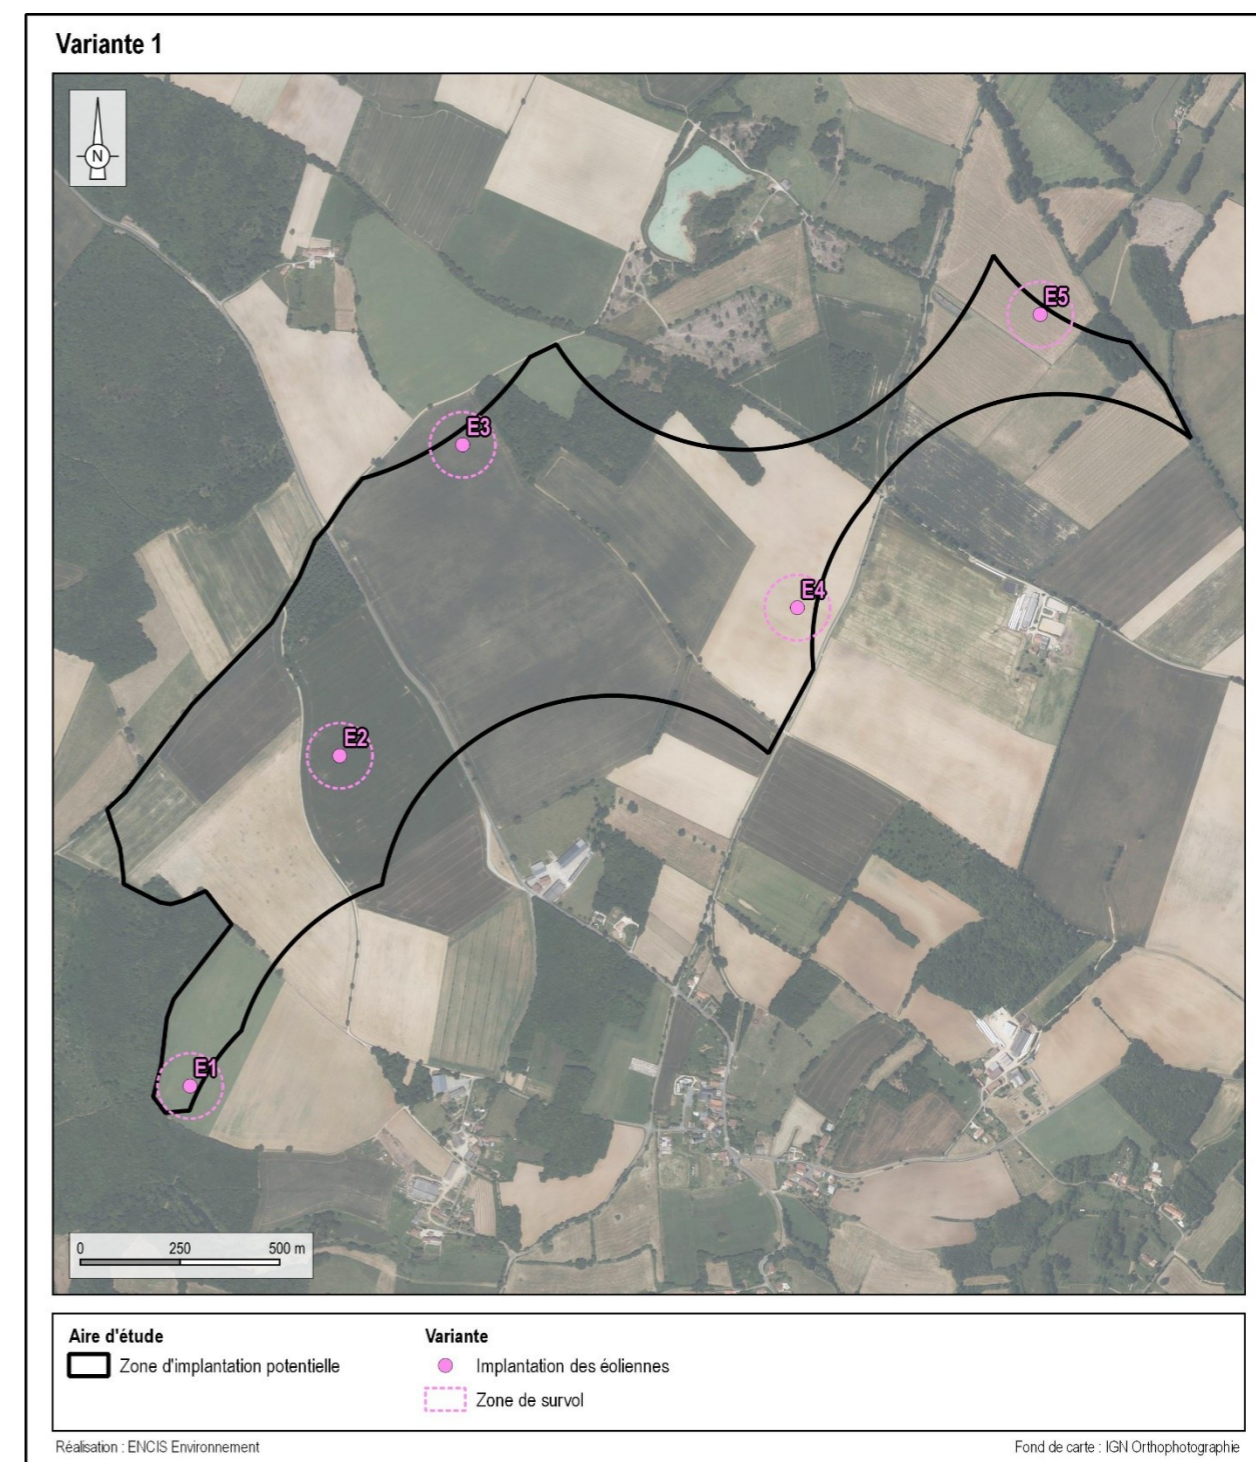 Variante 1
N
E5
E3
E4
E2
E1
0 250 500 m
Aire d'étude
Zone d'implantation potentielle
Variante
Implantation des éoliennes
Zone de survol
Réalisation : ENCIS Environnement
Fond de carte : IGN Orthophotographie